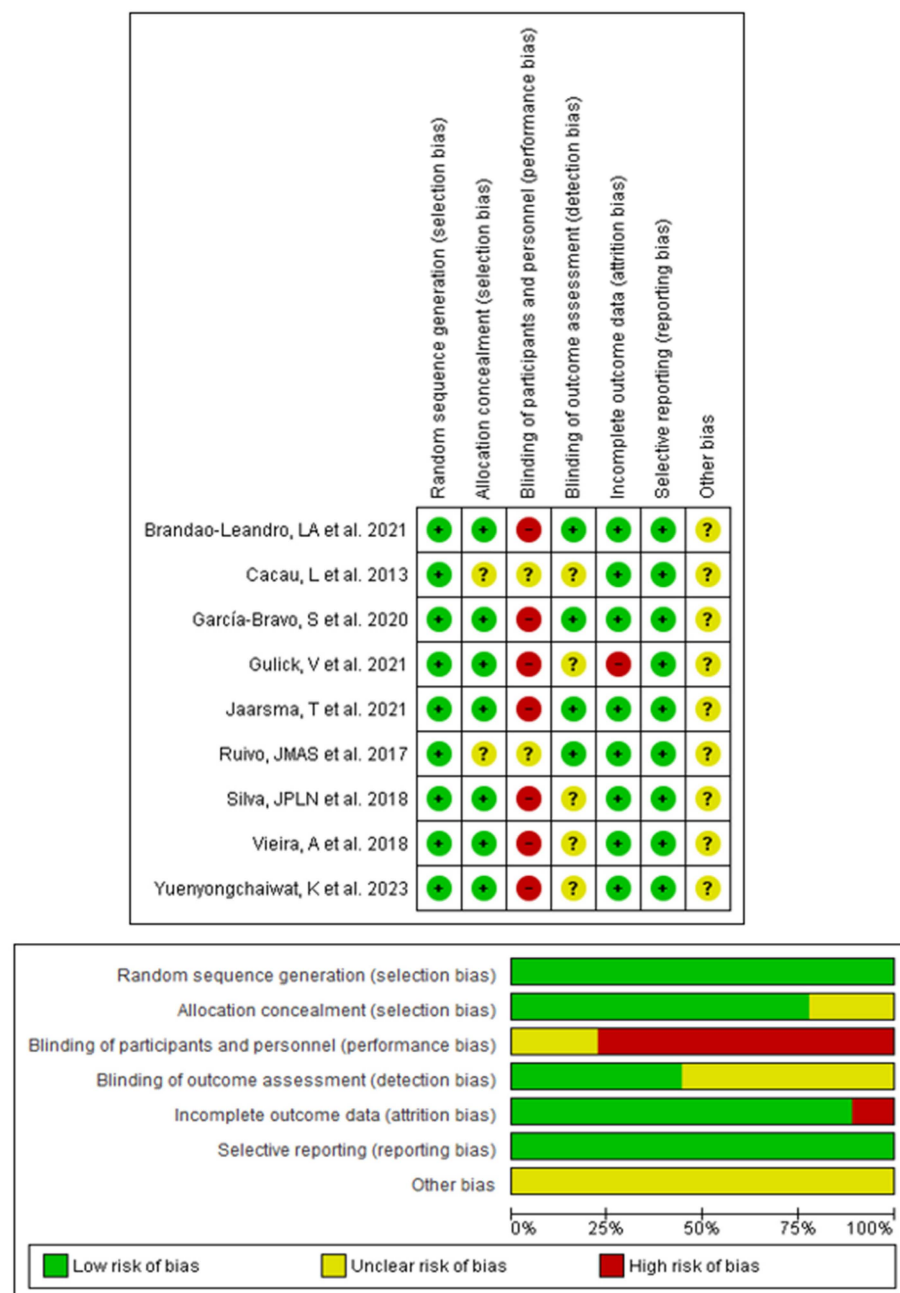 Random sequence generation (selection bias)
Allocation concealment (selection bias)
Blinding of participants and personnel (performance bias)
Blinding of outcome assessment (detection bias)
Incomplete outcome data (attrition bias)
Selective reporting (reporting bias)
Other bias
Brandao-Leandro, LA et al. 2021 + + - + + + ?
Cacau, L et al. 2013 + ? ? ? + + ?
García-Bravo, S et al. 2020 + + - + + + ?
Gulick, V et al. 2021 + + - ? - + ?
Jaarsma, T et al. 2021 + + - + + + ?
Ruivo, JMAS et al. 2017 + ? ? + + + ?
Silva, JPLN et al. 2018 + + - ? + + ?
Vieira, A et al. 2018 + + - ? + + ?
Yuenyongchaiwat, K et al. 2023 + + - ? + + ?
Random sequence generation (selection bias)
Allocation concealment (selection bias)
Blinding of participants and personnel (performance bias)
Blinding of outcome assessment (detection bias)
Incomplete outcome data (attrition bias)
Selective reporting (reporting bias)
Other bias
0% 25% 50% 75% 100%
Low risk of bias Unclear risk of bias High risk of bias